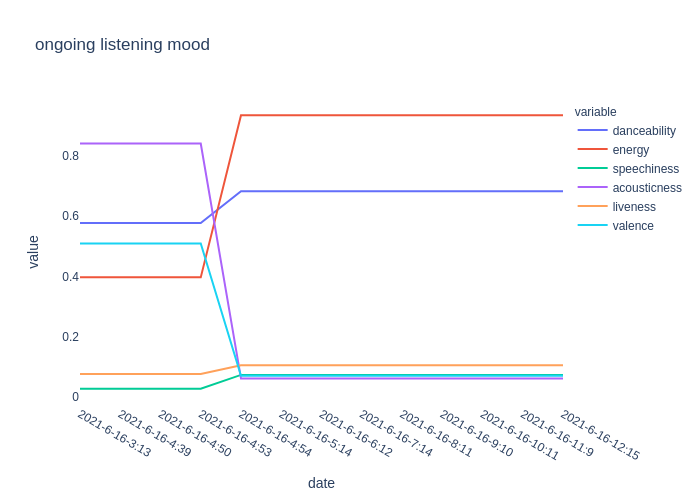 ongoing listening mood
variable
danceability
energy
speechiness
acousticness
liveness
valence
value
0.8
0.6
0.4
0.2
0
2021-6-16-3:13
2021-6-16-4:39
2021-6-16-4:50
2021-6-16-4:53
2021-6-16-4:54
2021-6-16-5:14
2021-6-16-6:12
2021-6-16-7:14
2021-6-16-8:11
2021-6-16-9:10
2021-6-16-10:11
2021-6-16-11:9
2021-6-16-12:15
date